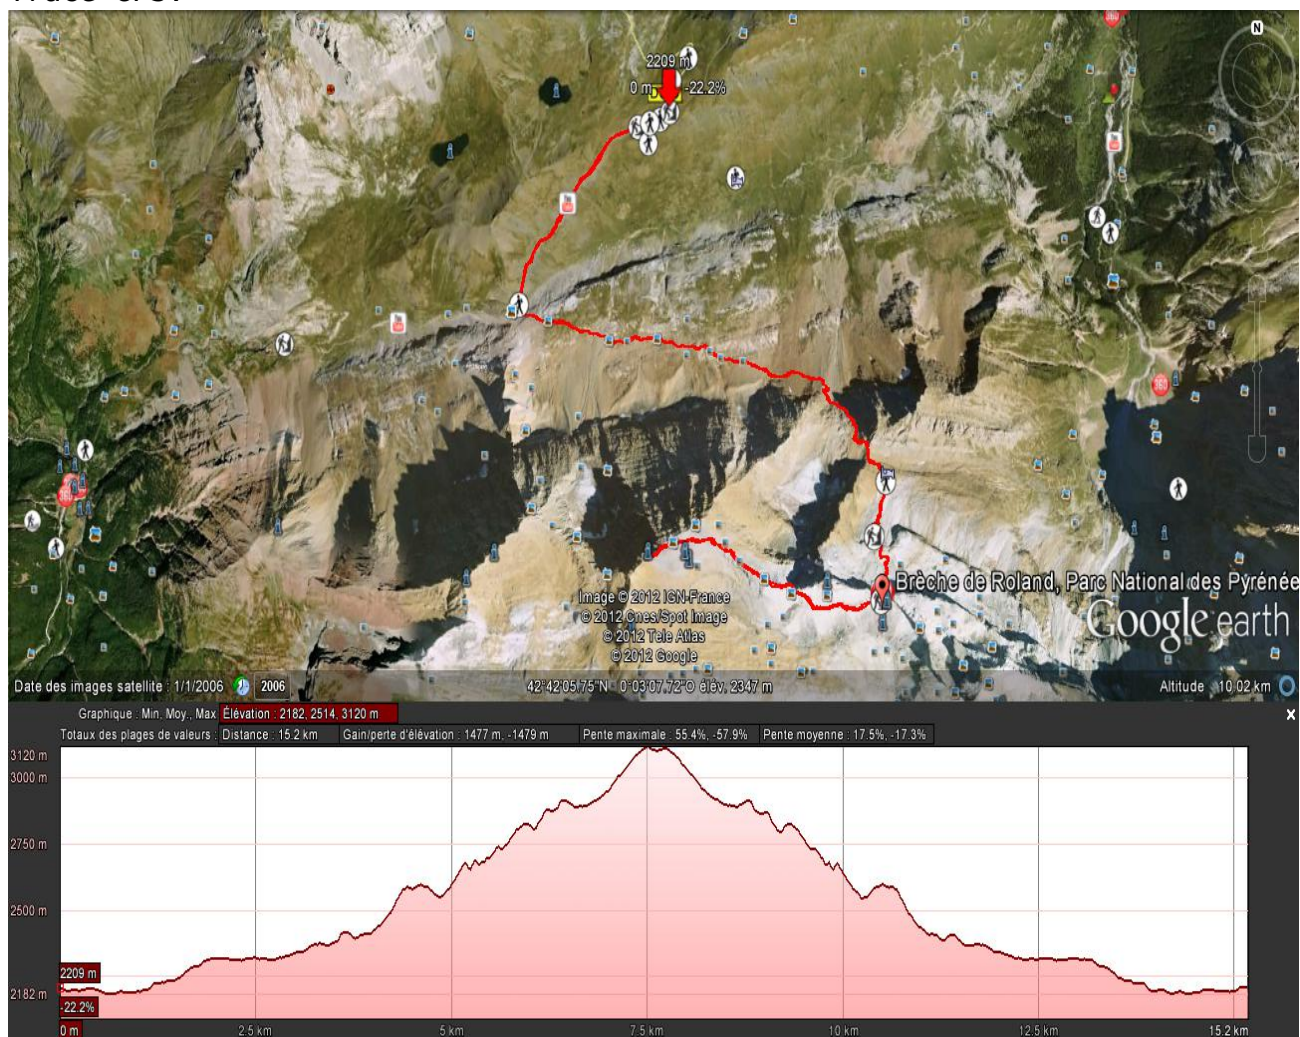 2209 m
0 m -22.2%
360
360
360
N
Brèche de Roland, Parc National des Pyrénée
Image © 2012 IGN-France
© 2012 Cnes/Spot Image
© 2012 Tele Atlas
© 2012 Google
Google earth
Date des images satellite : 1/1/2006 2006 42°42'05.75"N 0°03'07.72"O élév. 2347 m Altitude 10.02 km
Graphique : Min, Moy., Max Élévation : 2182, 2514, 3120 m x
Totaux des plages de valeurs : Distance : 15.2 km Gain/perte d'élévation : 1477 m, -1479 m Pente maximale : 55.4%, -57.9% Pente moyenne : 17.5%, -17.3%
3120 m
3000 m
2750 m
2500 m
2209 m
2182 m
-22.2%
0 m 2.5 km 5 km 7.5 km 10 km 12.5 km 15.2 km